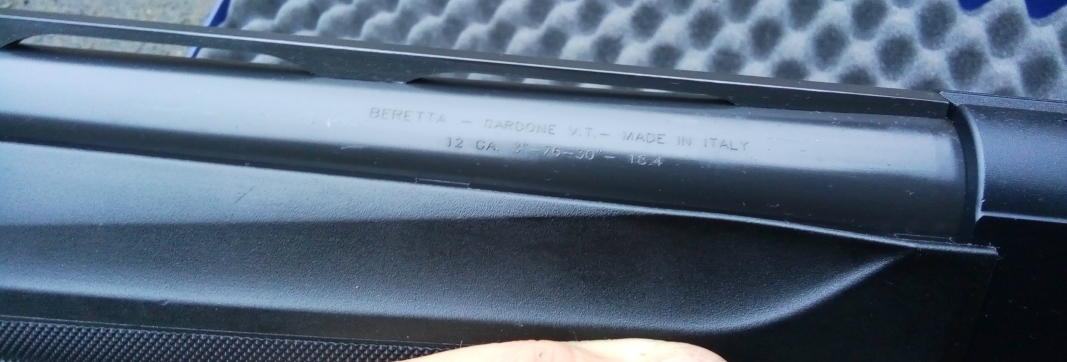 BERETTA - GARDONE V.T.- MADE IN ITALY
12 GA. 3"-76-30"- 18.4